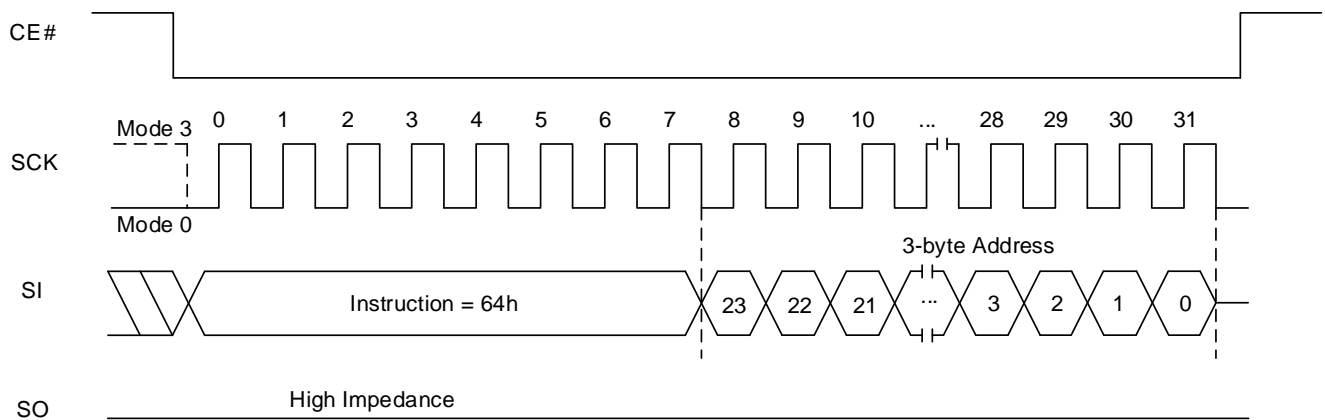 CE#
Mode 3 0 1 2 3 4 5 6 7 8 9 10 ... 28 29 30 31
SCK
Mode 0
3-byte Address
SI Instruction = 64h 23 22 21 ... 3 2 1 0
High Impedance
SO